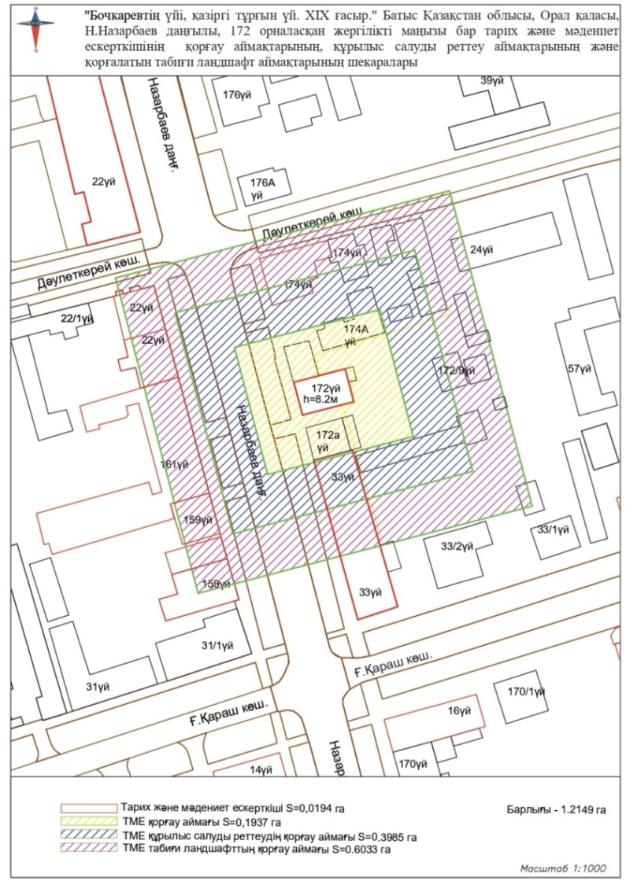 "Бочкаревтің үйі, қазіргі тұрғын үй. XIX ғасыр." Батыс Қазақстан облысы, Орал қаласы,
Н.Назарбаев даңғылы, 172 орналасқан жергілікті маңызы бар тарих және мәдениет
ескерткішінің қорғау аймақтарының, құрылыс салуды реттеу аймақтарының және
қорғалатын табиғи ландшафт аймақтарының шекаралары
Назарбаев даңғ.
176үй
39үй
22үй
176А
үй
Дәулеткерей көш.
174үй
24үй
Дәулеткерей көш.
174үй
22үй
22/1үй
22үй
174А
үй
172/9үй
57үй
172үй
h=8.2м
Назарбаев даңғ.
172а
үй
161үй
33үй
159үй
33/1үй
33/2үй
159үй
33үй
31/1үй
Ғ.Қараш көш.
31үй
170/1үй
Ғ.Қараш көш.
16үй
Назар
170үй
14үй
Тарих және мәдениет ескерткіші S=0,0194 га
Барлығы - 1.2149 га
ТМЕ қорғау аймағы S=0,1937 га
ТМЕ құрылыс салуды реттеудің қорғау аймағы S=0.3985 га
ТМЕ табиғи ландшафттың қорғау аймағы S=0.6033 га
Масштаб 1:1000